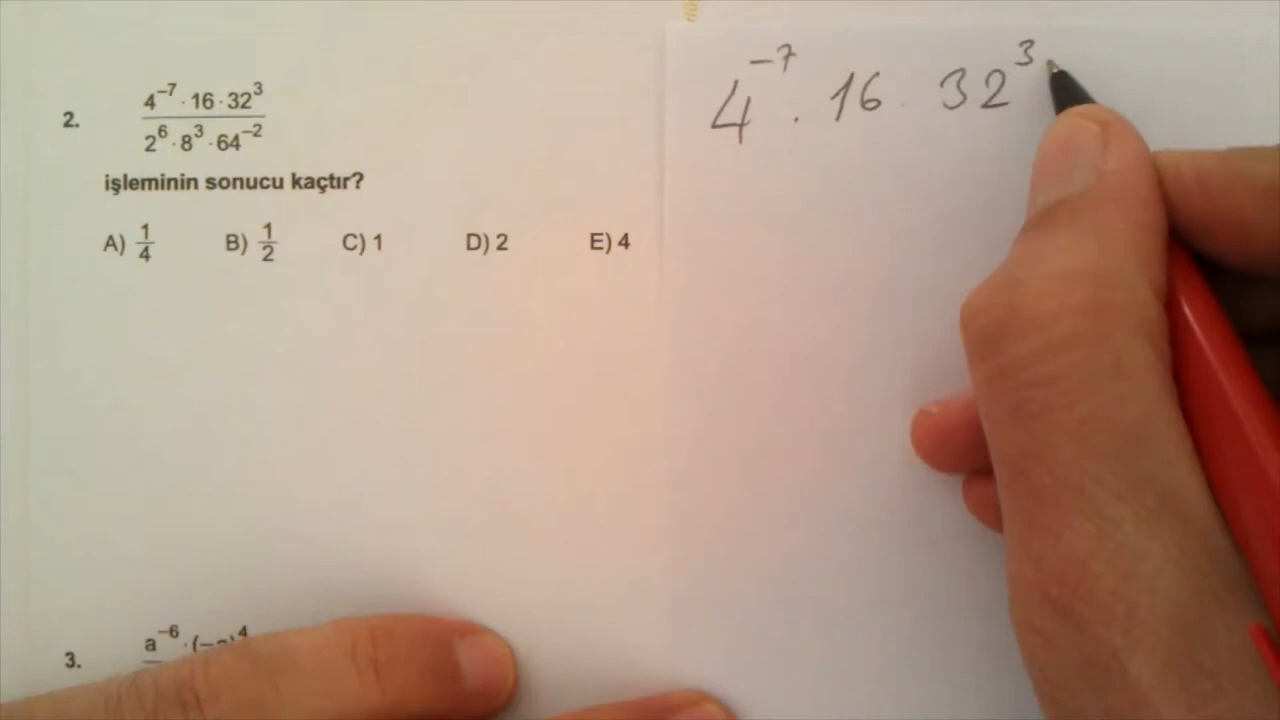 2. 4⁻⁷ · 16 · 32³
2⁶ · 8³ · 64⁻²
işleminin sonucu kaçtır?
A) 1/4 B) 1/2 C) 1 D) 2 E) 4
4⁻⁷ · 16 · 32³
3. a⁻⁶ ·